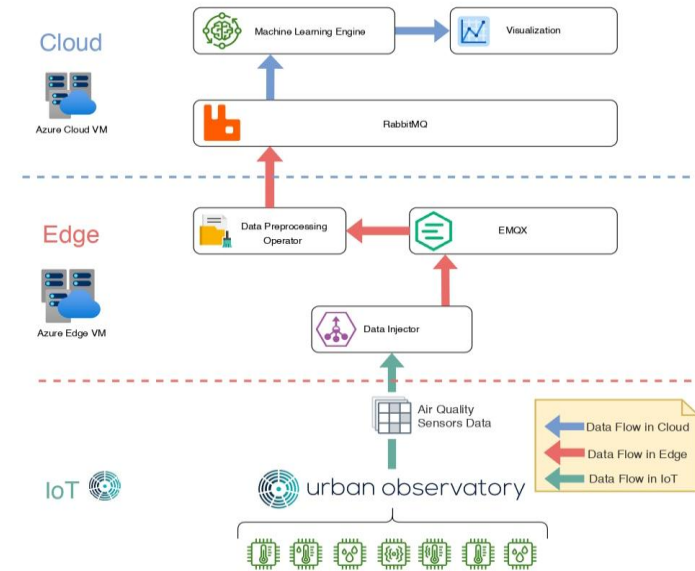 Cloud
Machine Learning Engine
Visualization
Azure Cloud VM
RabbitMQ
Edge
Data Preprocessing
Operator
EMQX
Azure Edge VM
Data Injector
Air Quality
Sensors Data
Data Flow in Cloud
Data Flow in Edge
Data Flow in IoT
IoT
urban observatory